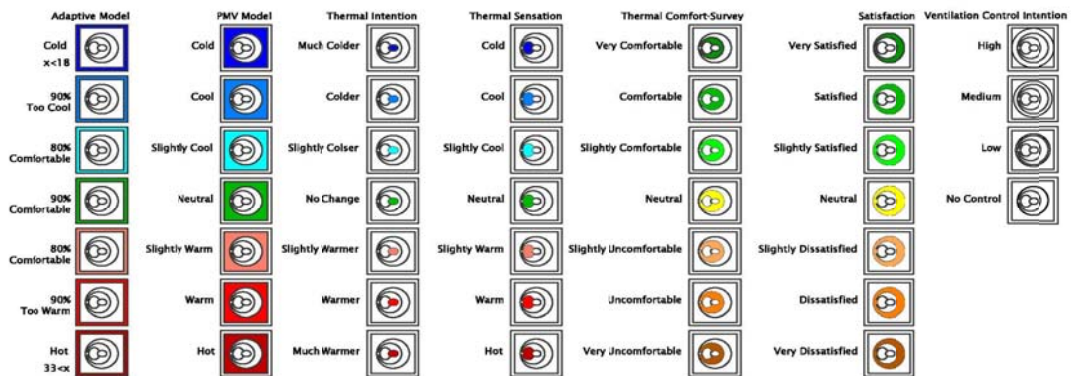 Adaptive Model
Cold
x<18
90%
Too Cool
80%
Comfortable
90%
Comfortable
80%
Comfortable
90%
Too Warm
Hot
33<x
PMV Model
Cold
Cool
Slightly Cool
Neutral
Slightly Warm
Warm
Hot
Thermal Intention
Much Colder
Colder
Slightly Colser
No Change
Slightly Warmer
Warmer
Much Warmer
Thermal Sensation
Cold
Cool
Slightly Cool
Neutral
Slighty Warm
Warm
Hot
Thermal Comfort-Survey
Very Comfortable
Comfortable
Slightly Comfortable
Neutral
Slightly Uncomfortable
Uncomfortable
Very Uncomfortable
Satisfaction
Very Satisfied
Satisfied
Slightly Satisfied
Neutral
Slightly Dissatisfied
Dissatisfied
Very Dissatisfied
Ventilation Control Intention
High
Medium
Low
No Control